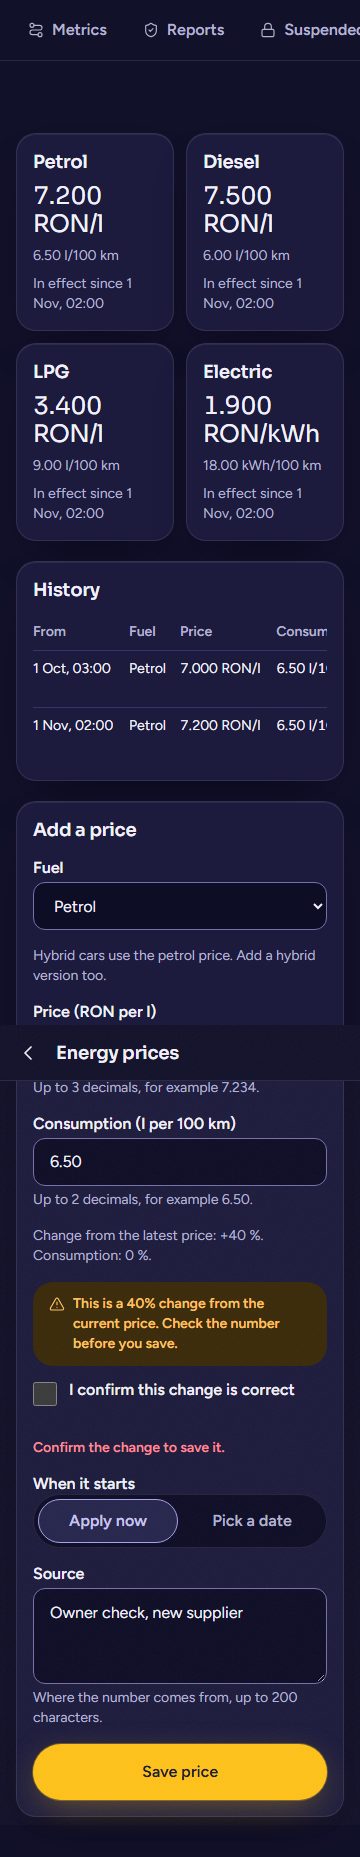 Metrics Reports
Petrol
7.200
RON/l
6.50 l/100 km
In effect since 1
Nov, 02:00
Diesel
7.500
RON/l
6.00 l/100 km
In effect since 1
Nov, 02:00
LPG
3.400
RON/l
9.00 l/100 km
In effect since 1
Nov, 02:00
Electric
1.900
RON/kWh
18.00 kWh/100 km
In effect since 1
Nov, 02:00
History
From Fuel Price
1 Oct, 03:00 Petrol 7.000 RON/l 6.50
1 Nov, 02:00 Petrol 7.200 RON/l 6.50
Add a price
Fuel
Petrol
Hybrid cars use the petrol price. Add a hybrid
version too.
Price (RON per l)
Energy prices
Up to 3 decimals, for example 7.234.
Consumption (l per 100 km)
6.50
Up to 2 decimals, for example 6.50.
Change from the latest price: +40 %.
Consumption: 0 %.
This is a 40% change from the
current price. Check the number
before you save.
I confirm this change is correct
Confirm the change to save it.
When it starts
Apply now Pick a date
Source
Owner check, new supplier
Where the number comes from, up to 200
characters.
Save price